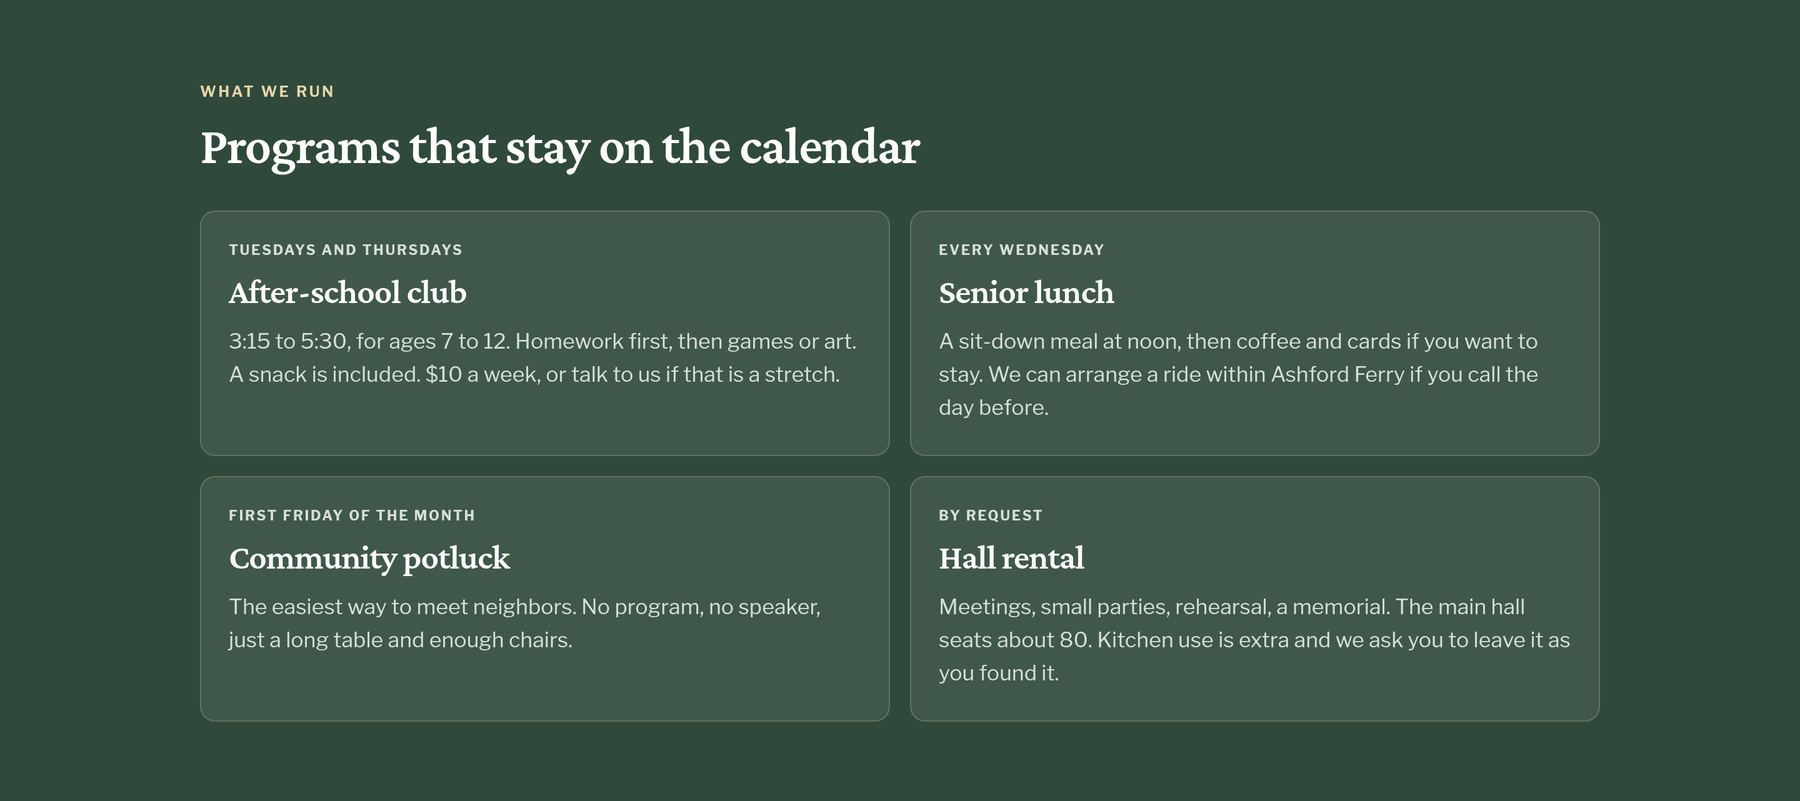 WHAT WE RUN
Programs that stay on the calendar
TUESDAYS AND THURSDAYS
After-school club
3:15 to 5:30, for ages 7 to 12. Homework first, then games or art.
A snack is included. $10 a week, or talk to us if that is a stretch.
EVERY WEDNESDAY
Senior lunch
A sit-down meal at noon, then coffee and cards if you want to
stay. We can arrange a ride within Ashford Ferry if you call the
day before.
FIRST FRIDAY OF THE MONTH
Community potluck
The easiest way to meet neighbors. No program, no speaker,
just a long table and enough chairs.
BY REQUEST
Hall rental
Meetings, small parties, rehearsal, a memorial. The main hall
seats about 80. Kitchen use is extra and we ask you to leave it as
you found it.